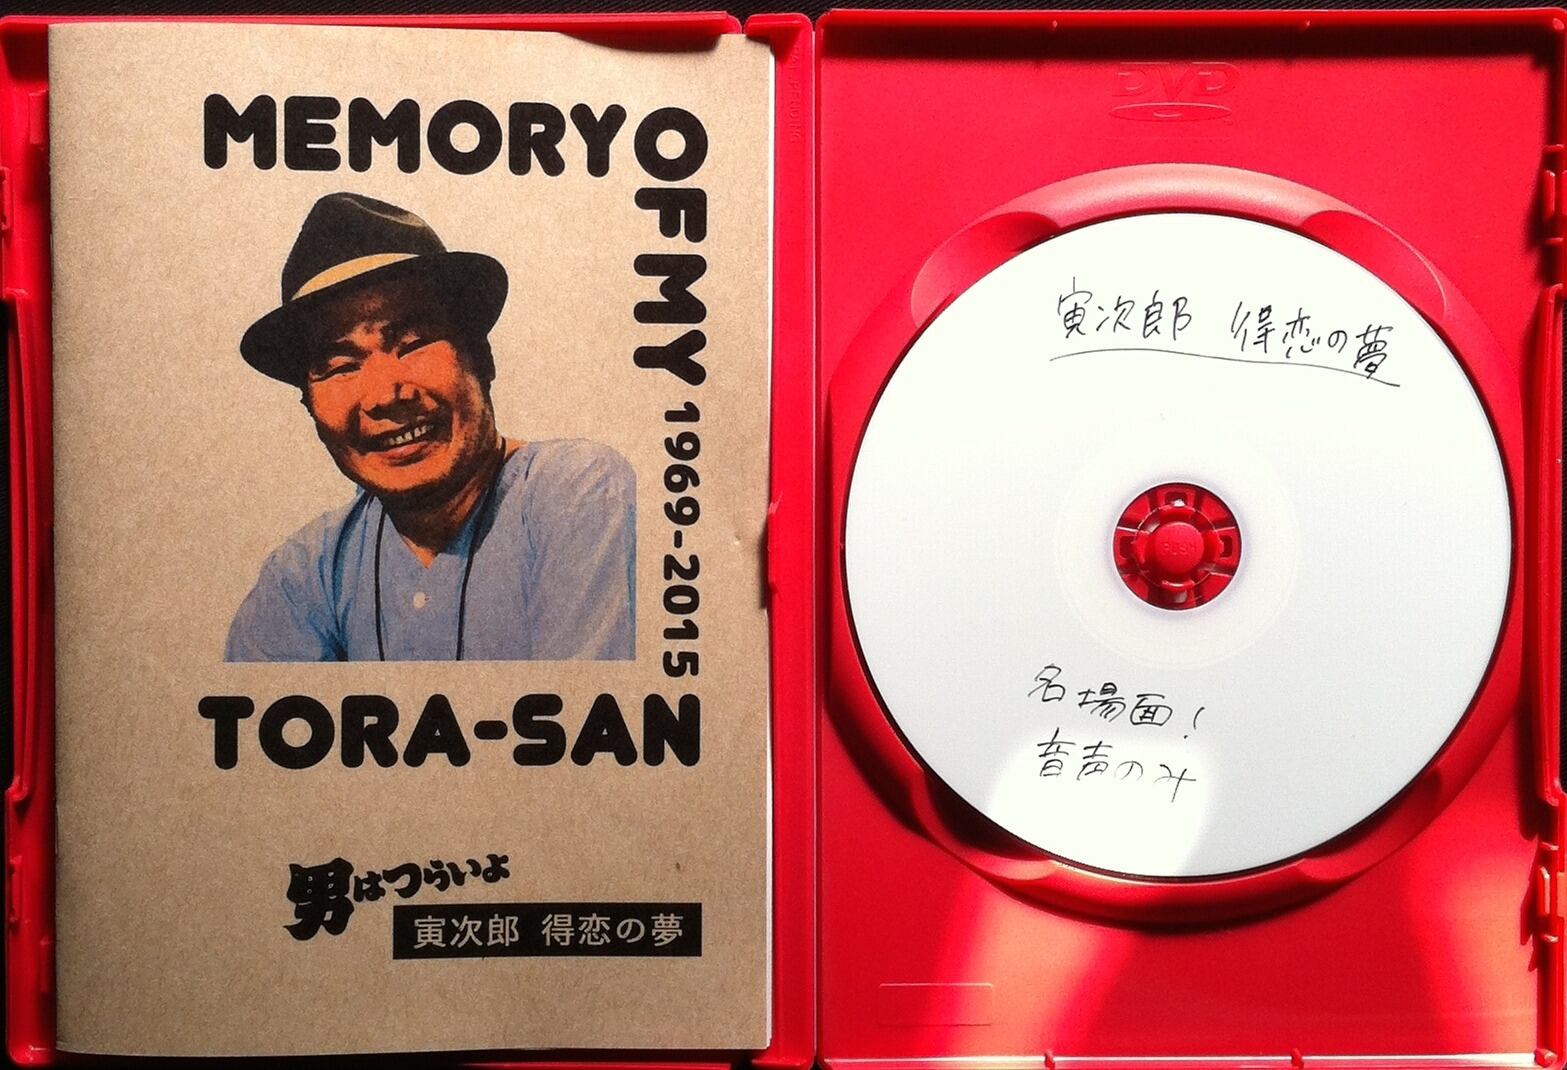 MEMORY OF MY
1969-2015
TORA-SAN
男はつらいよ
寅次郎 得恋の夢
DVD
寅次郎 得恋の夢
PUSH
名場面!
音声のみ